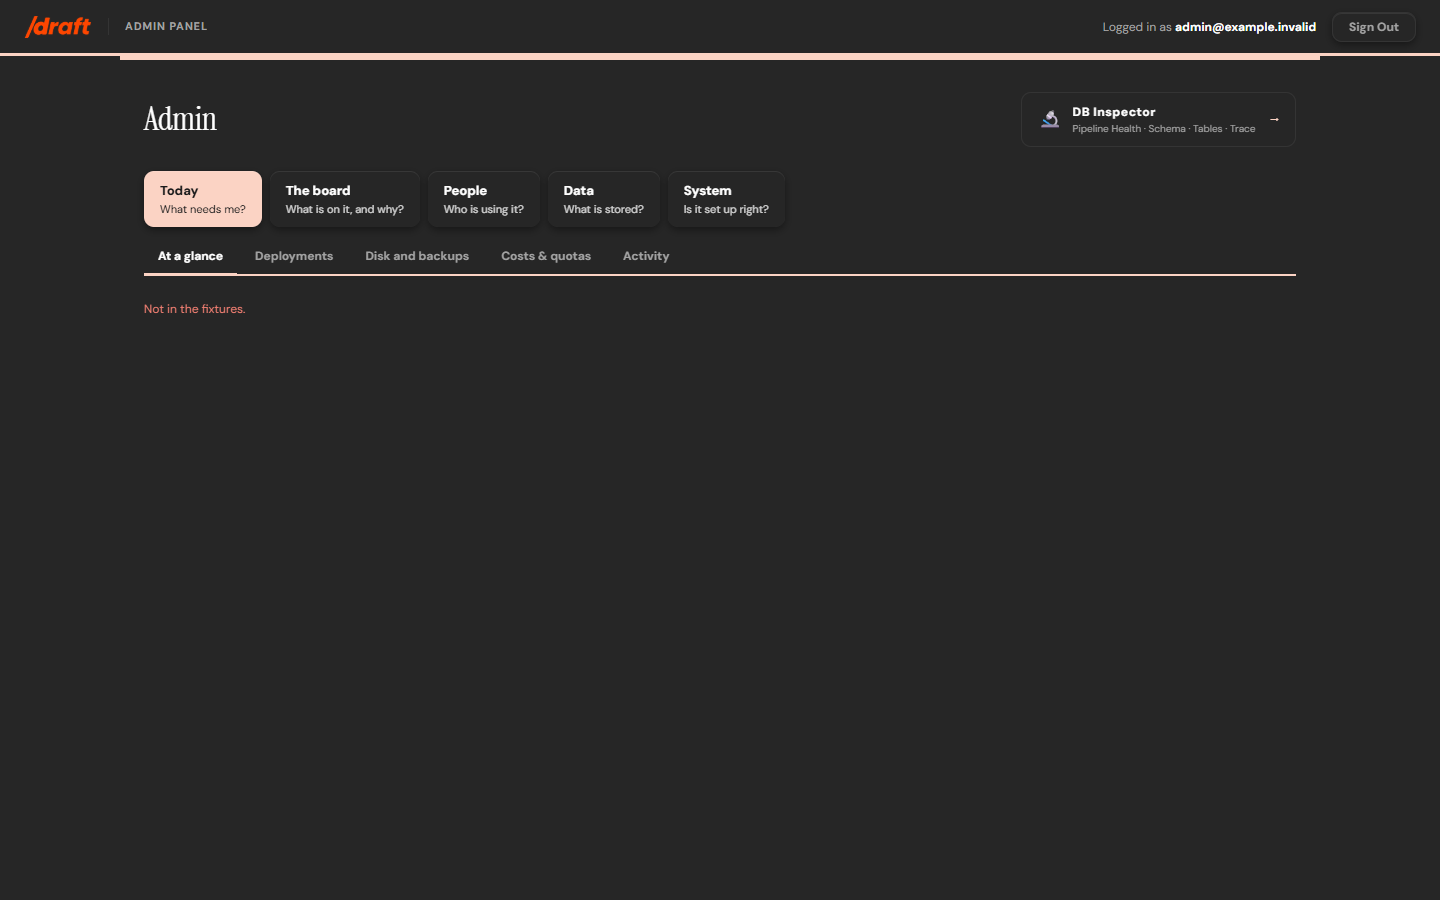 /draft
ADMIN PANEL
Logged in as admin@example.invalid
Sign Out
Admin
DB Inspector
Pipeline Health · Schema · Tables · Trace
→
Today
What needs me?
The board
What is on it, and why?
People
Who is using it?
Data
What is stored?
System
Is it set up right?
At a glance
Deployments
Disk and backups
Costs & quotas
Activity
Not in the fixtures.